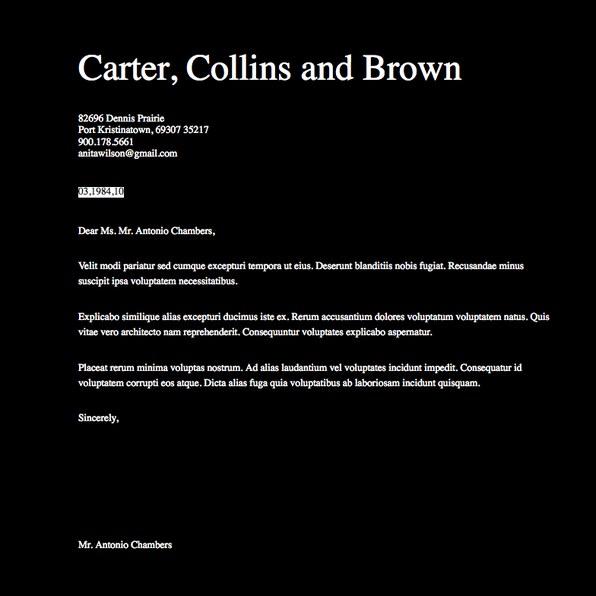 Carter, Collins and Brown
82696 Dennis Prairie
Port Kristinatown, 69307 35217
900.178.5661
anitawilson@gmail.com
03,1984,10
Dear Ms. Mr. Antonio Chambers,
Velit modi pariatur sed cumque excepturi tempora ut eius. Deserunt blanditiis nobis fugiat. Recusandae minus
suscipit ipsa voluptatem necessitatibus.
Explicabo similique alias excepturi ducimus iste ex. Rerum accusantium dolores voluptatum voluptatem natus. Quis
vitae vero architecto nam reprehenderit. Consequuntur voluptates explicabo aspernatur.
Placeat rerum minima voluptas nostrum. Ad alias laudantium vel voluptates incidunt impedit. Consequatur id
voluptatem corrupti eos atque. Dicta alias fuga quia voluptatibus ab laboriosam incidunt quisquam.
Sincerely,
Mr. Antonio Chambers